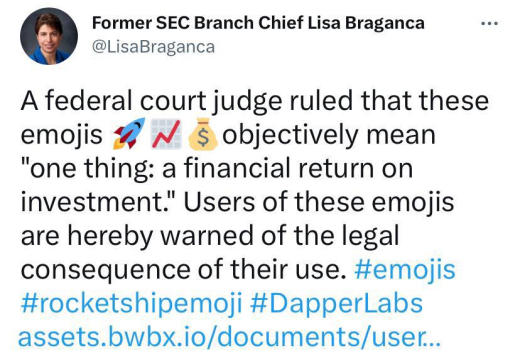 Former SEC Branch Chief Lisa Braganca
@LisaBraganca
A federal court judge ruled that these
emojis 🚀 📈 💰 objectively mean
"one thing: a financial return on
investment." Users of these emojis
are hereby warned of the legal
consequence of their use. #emojis
#rocketshipemoji #DapperLabs
assets.bwbx.io/documents/user...